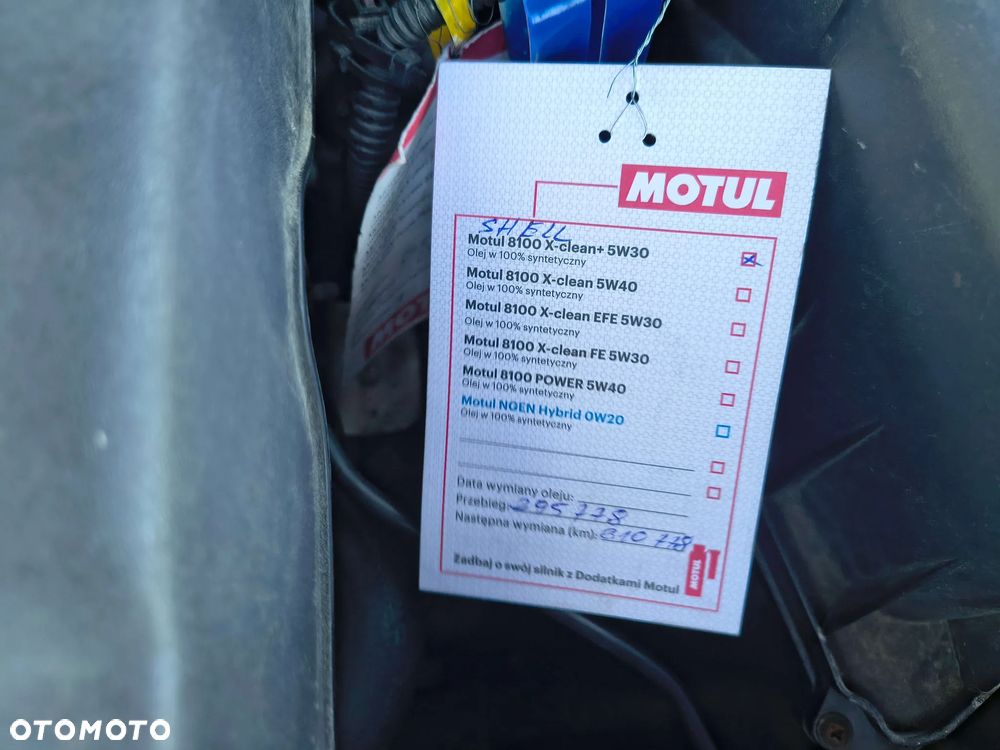 MOTUL
SHELL
Motul 8100 X-clean+ 5W30
Olej w 100% syntetyczny
Motul 8100 X-clean 5W40
Olej w 100% syntetyczny
Motul 8100 X-clean EFE 5W30
Olej w 100% syntetyczny
Motul 8100 X-clean FE 5W30
Olej w 100% syntetyczny
Motul 8100 POWER 5W40
Olej w 100% syntetyczny
Motul NGEN Hybrid 0W20
Olej w 100% syntetyczny
Data wymiany oleju:
Przebieg: 295 778
Następna wymiana (km): 310 778
Zadbaj o swój silnik z Dodatkami Motul
MOTUL
OTOMOTO